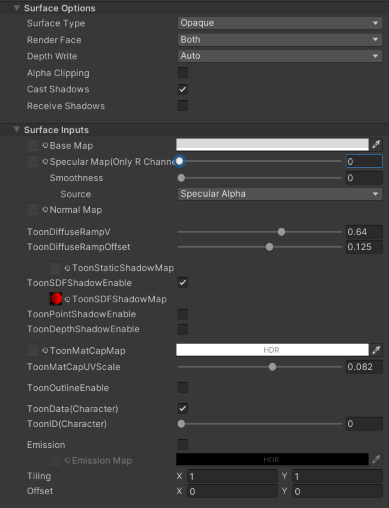 Surface Options
Surface Type Opaque
Render Face Both
Depth Write Auto
Alpha Clipping
Cast Shadows
Receive Shadows
Surface Inputs
Base Map
Specular Map(Only R Channe 0
Smoothness 0
Source Specular Alpha
Normal Map
ToonDiffuseRampV 0.64
ToonDiffuseRampOffset 0.125
ToonStaticShadowMap
ToonSDFShadowEnable
ToonSDFShadowMap
ToonPointShadowEnable
ToonDepthShadowEnable
ToonMatCapMap HDR
ToonMatCapUVScale 0.082
ToonOutlineEnable
ToonData(Character)
ToonID(Character) 0
Emission
Emission Map HDR
Tiling X 1 Y 1
Offset X 0 Y 0